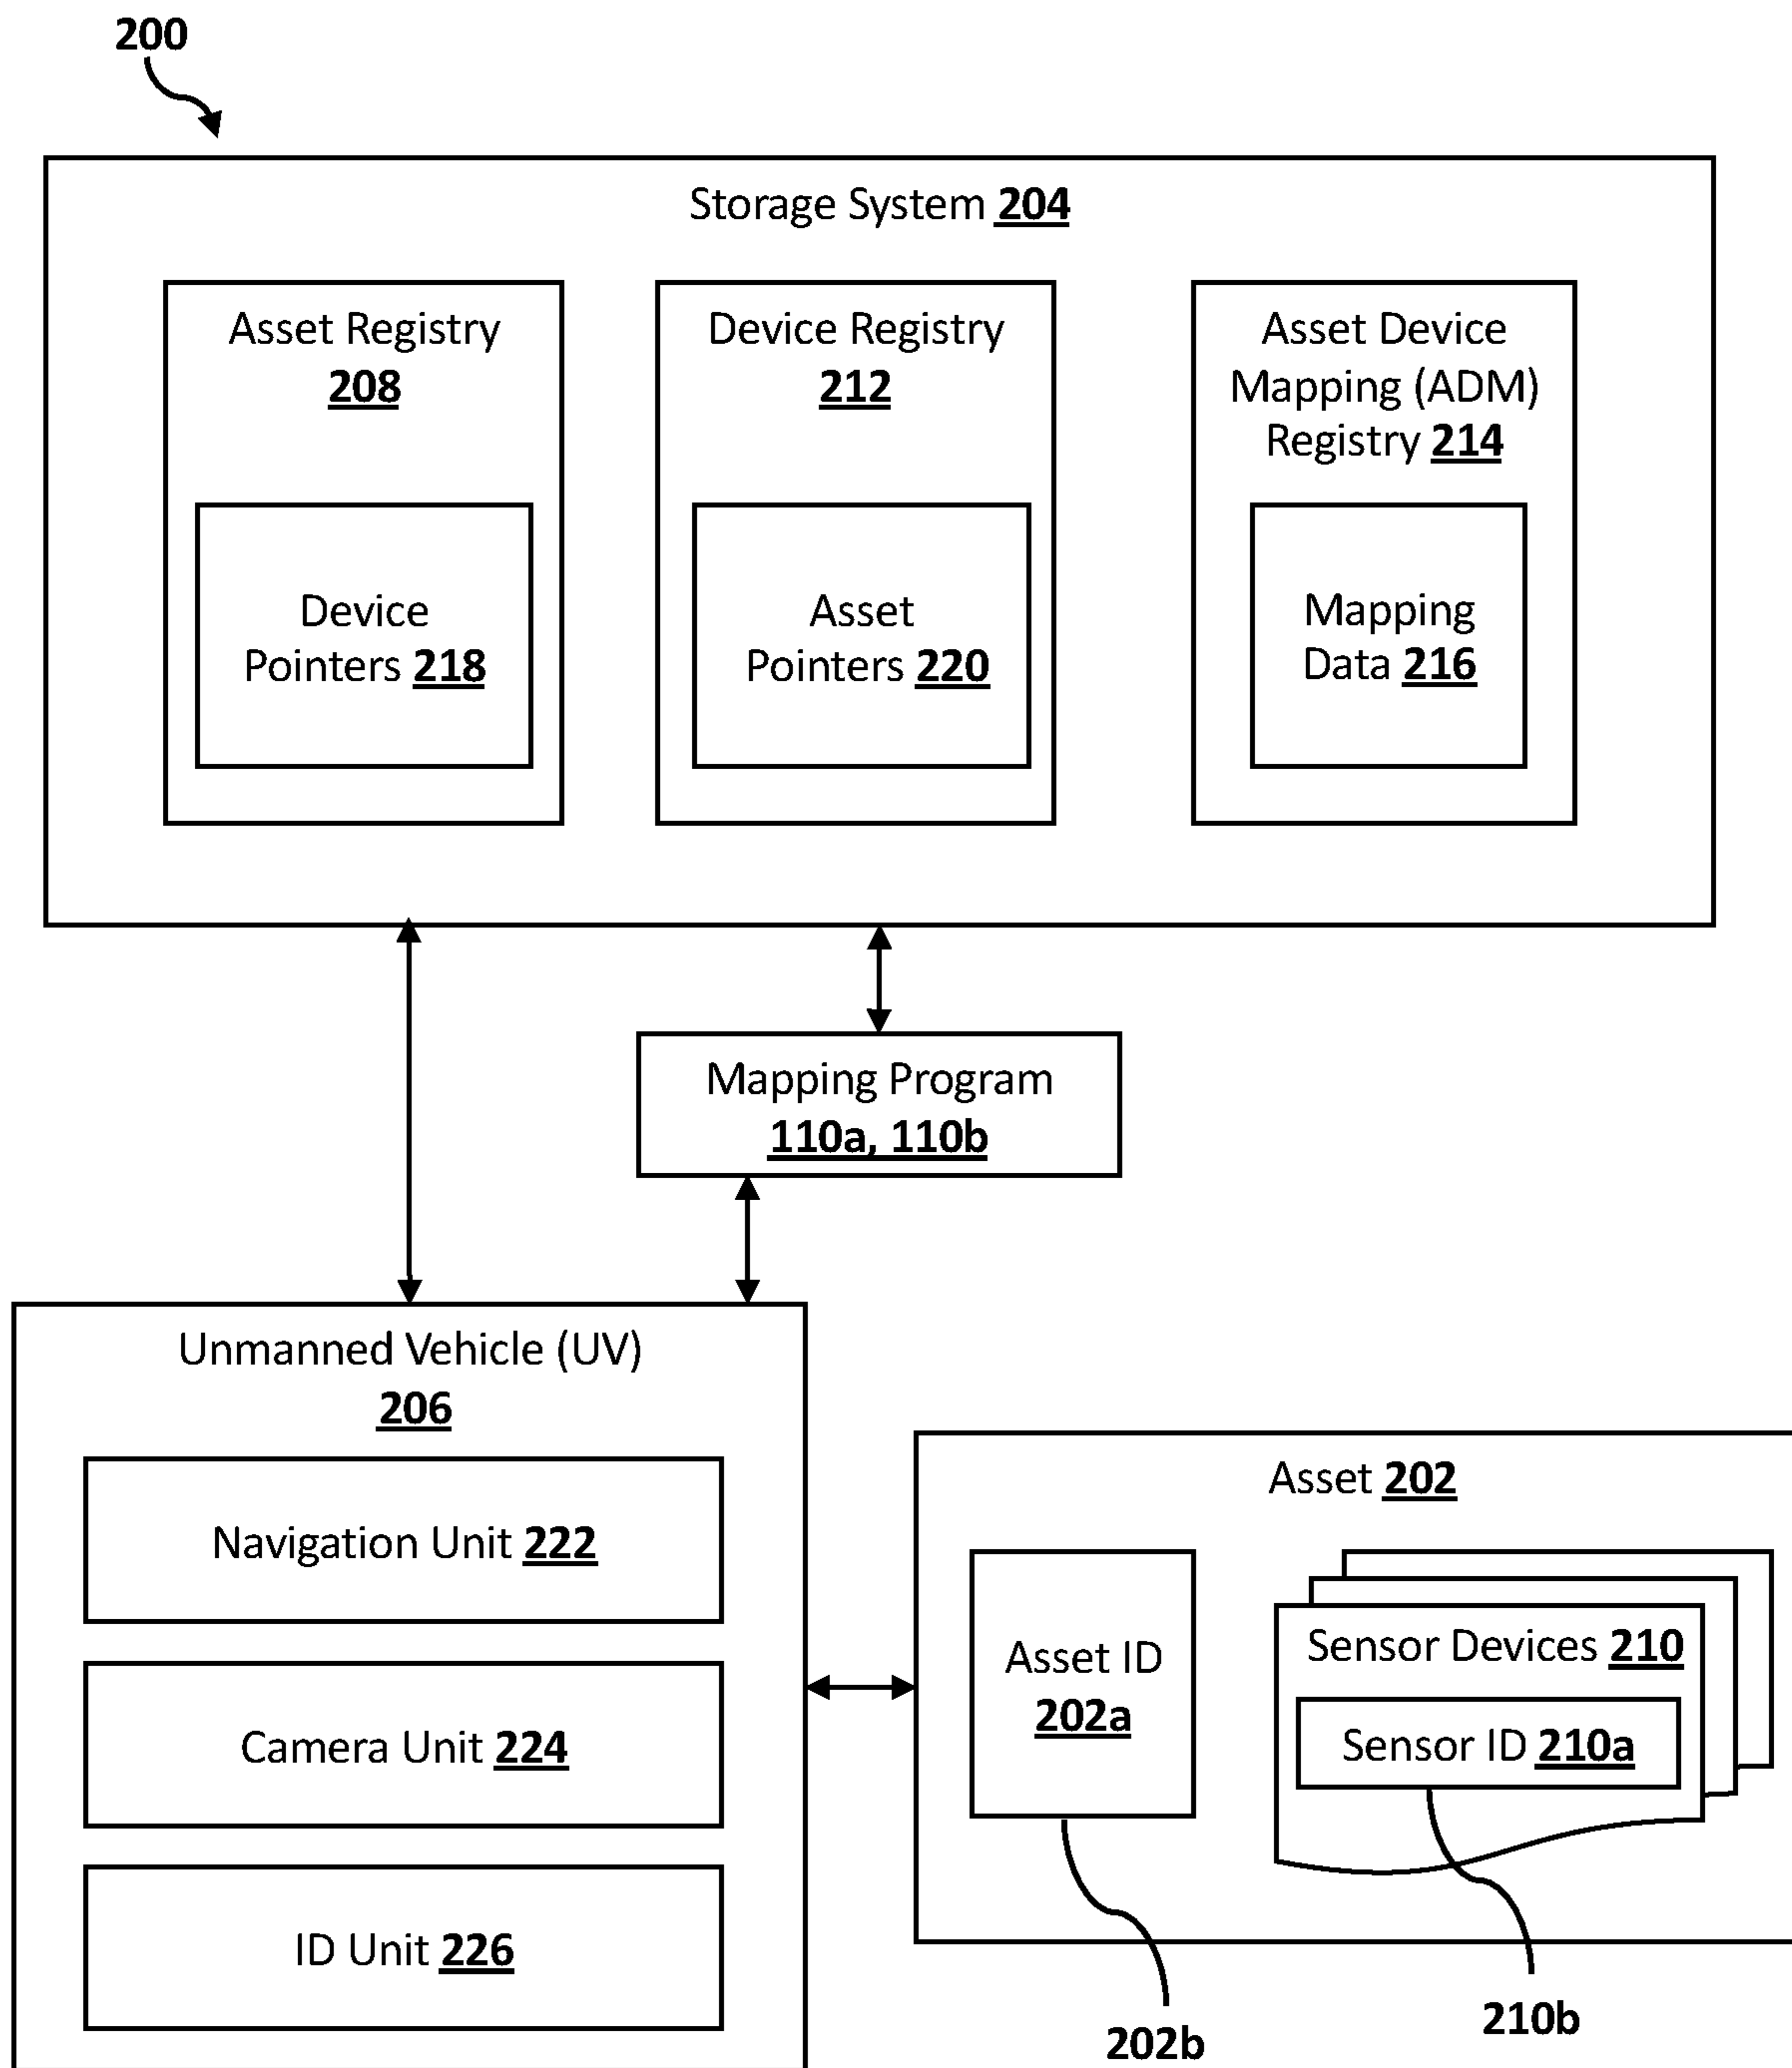 200
Storage System 204
Asset Registry
208
Device
Pointers 218
Device Registry
212
Asset
Pointers 220
Asset Device
Mapping (ADM)
Registry 214
Mapping
Data 216
Mapping Program
110a, 110b
Unmanned Vehicle (UV)
206
Navigation Unit 222
Camera Unit 224
ID Unit 226
Asset 202
Asset ID
202a
Sensor Devices 210
Sensor ID 210a
202b
210b